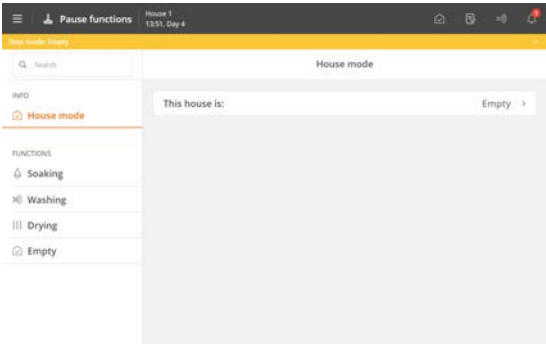 Pause functions
House 1
13:51, Day 4
1
Stop mode: Empty
Search
House mode
INFO
House mode
This house is:
Empty
FUNCTIONS
Soaking
Washing
Drying
Empty